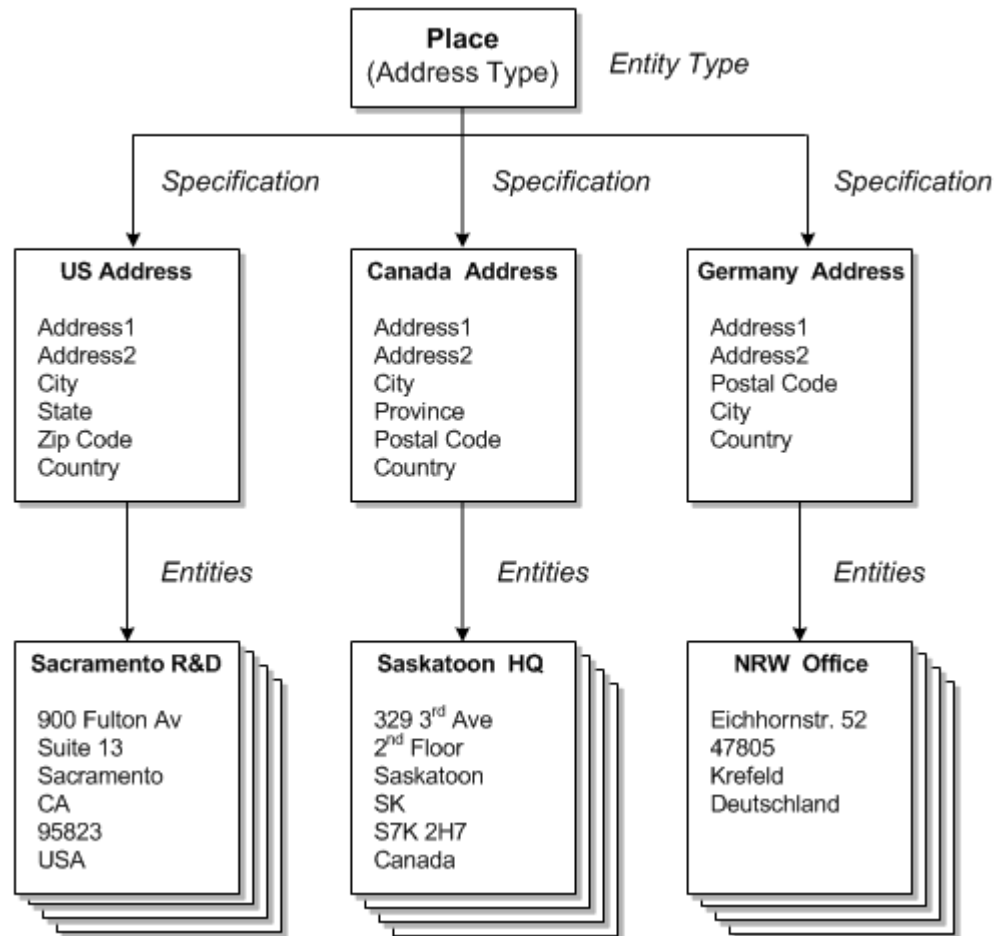 Place
(Address Type)
Entity Type
Specification
Specification
Specification
US Address
Address1
Address2
City
State
Zip Code
Country
Canada Address
Address1
Address2
City
Province
Postal Code
Country
Germany Address
Address1
Address2
Postal Code
City
Country
Entities
Entities
Entities
Sacramento R&D
900 Fulton Av
Suite 13
Sacramento
CA
95823
USA
Saskatoon HQ
329 3rd Ave
2nd Floor
Saskatoon
SK
S7K 2H7
Canada
NRW Office
Eichhornstr. 52
47805
Krefeld
Deutschland